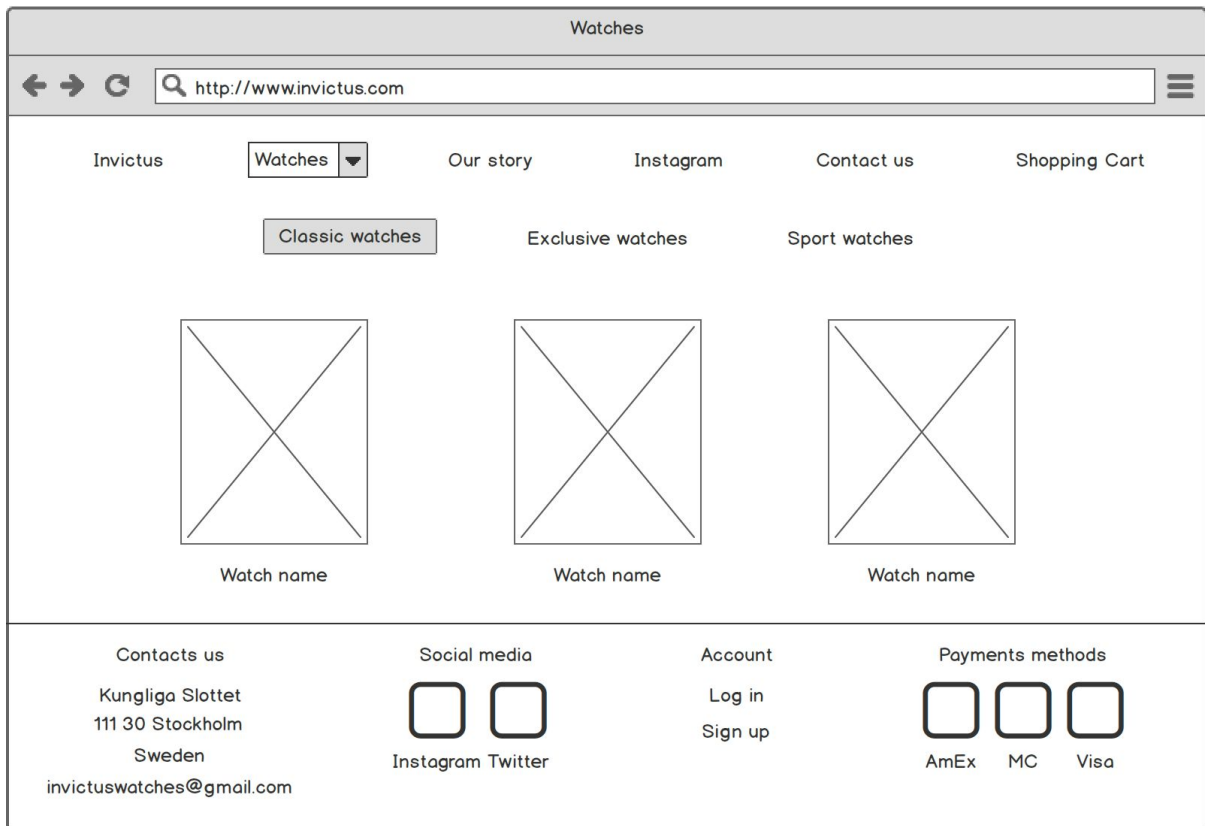 Watches
http://www.invictus.com
Invictus Watches Our story Instagram Contact us Shopping Cart
Classic watches Exclusive watches Sport watches
Watch name Watch name Watch name
Contacts us Social media Account Payments methods
Kungliga Slottet
111 30 Stockholm
Sweden
invictuswatches@gmail.com
Instagram Twitter
Log in
Sign up
AmEx MC Visa